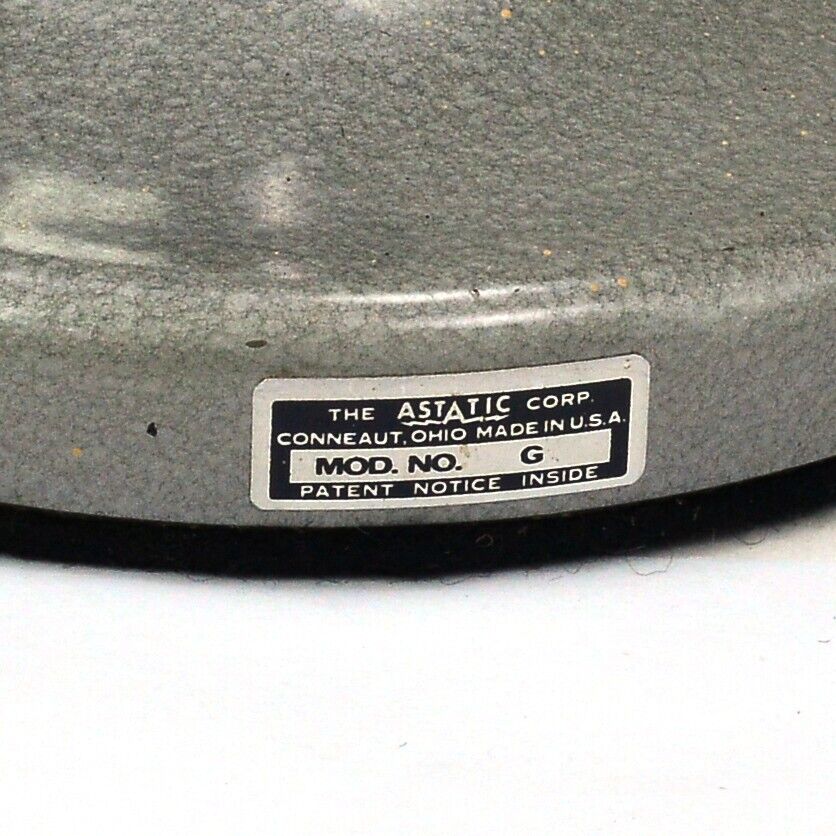 THE ASTATIC CORP.
CONNEAUT, OHIO MADE IN U.S.A.
MOD. NO. G
PATENT NOTICE INSIDE